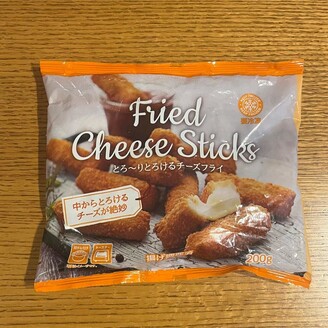 Fried
Cheese Sticks
とろ〜りとろけるチーズフライ
中からとろける
チーズが絶妙
200g